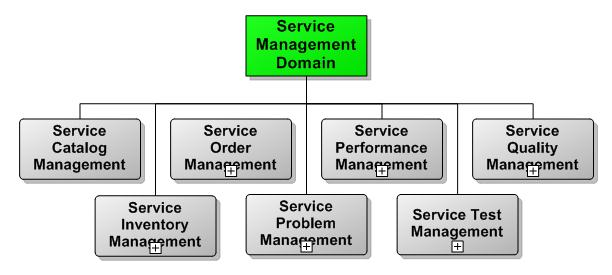 Service
Management
Domain
Service
Catalog
Management
Service
Order
Management
Service
Performance
Management
Service
Quality
Management
Service
Inventory
Management
Service
Problem
Management
Service Test
Management